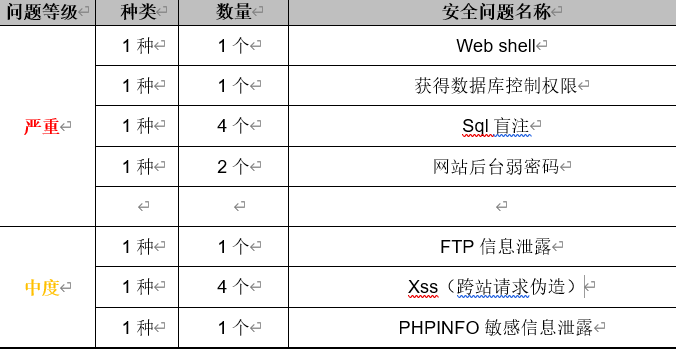 问题等级 种类 数量 安全问题名称
1 种 1 个 Web shell
1 种 1 个 获得数据库控制权限
严重 1 种 4 个 Sql 盲注
1 种 2 个 网站后台弱密码
1 种 1 个 FTP 信息泄露
中度 1 种 4 个 Xss（跨站请求伪造）
1 种 1 个 PHPINFO 敏感信息泄露